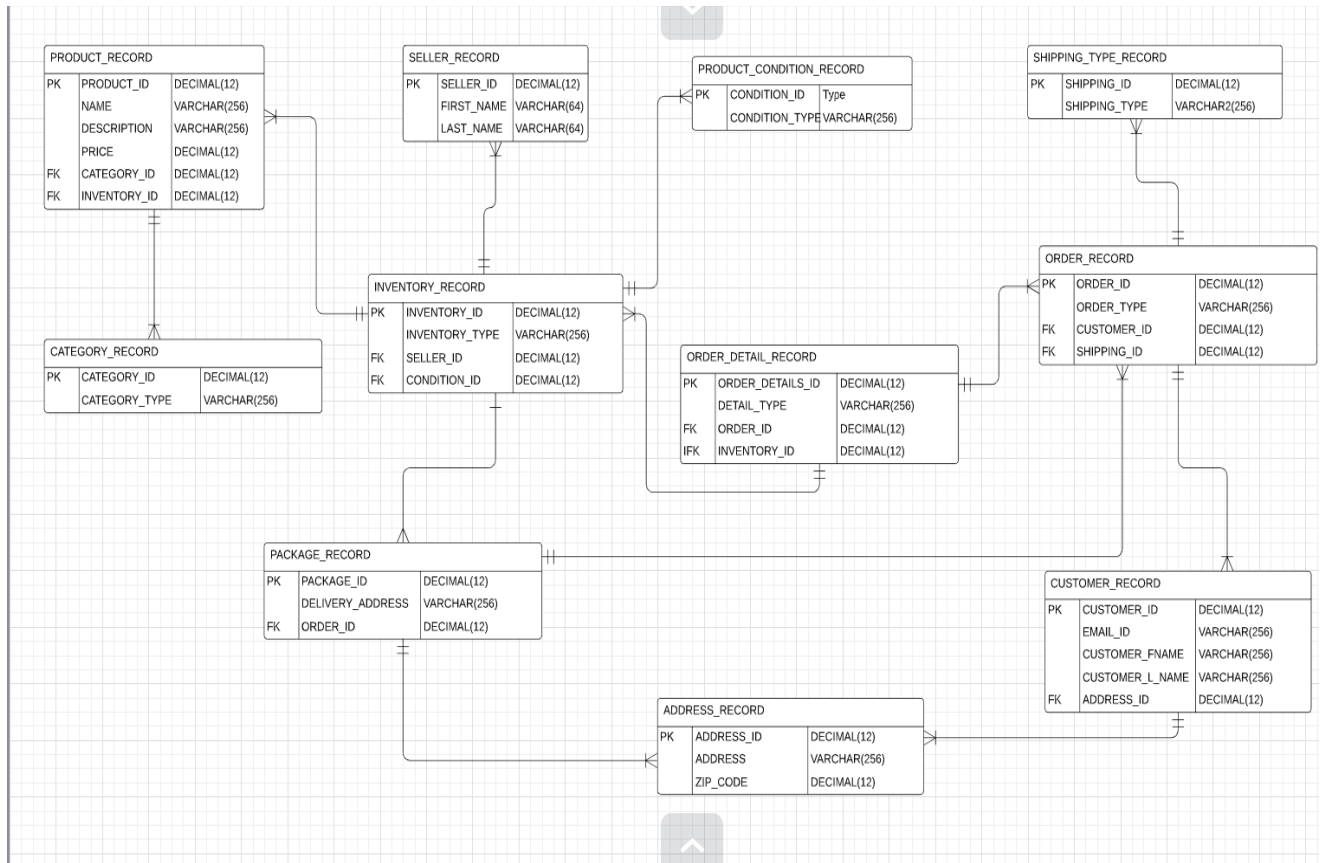 PRODUCT_RECORD
PK PRODUCT_ID DECIMAL(12)
NAME VARCHAR(256)
DESCRIPTION VARCHAR(256)
PRICE DECIMAL(12)
FK CATEGORY_ID DECIMAL(12)
FK INVENTORY_ID DECIMAL(12)
SELLER_RECORD
PK SELLER_ID DECIMAL(12)
FIRST_NAME VARCHAR(64)
LAST_NAME VARCHAR(64)
PRODUCT_CONDITION_RECORD
PK CONDITION_ID Type
CONDITION_TYPE VARCHAR(256)
SHIPPING_TYPE_RECORD
PK SHIPPING_ID DECIMAL(12)
SHIPPING_TYPE VARCHAR2(256)
INVENTORY_RECORD
PK INVENTORY_ID DECIMAL(12)
INVENTORY_TYPE VARCHAR(256)
FK SELLER_ID DECIMAL(12)
FK CONDITION_ID DECIMAL(12)
ORDER_RECORD
PK ORDER_ID DECIMAL(12)
ORDER_TYPE VARCHAR(256)
FK CUSTOMER_ID DECIMAL(12)
FK SHIPPING_ID DECIMAL(12)
CATEGORY_RECORD
PK CATEGORY_ID DECIMAL(12)
CATEGORY_TYPE VARCHAR(256)
ORDER_DETAIL_RECORD
PK ORDER_DETAILS_ID DECIMAL(12)
DETAIL_TYPE VARCHAR(256)
FK ORDER_ID DECIMAL(12)
IFK INVENTORY_ID DECIMAL(12)
PACKAGE_RECORD
PK PACKAGE_ID DECIMAL(12)
DELIVERY_ADDRESS VARCHAR(256)
FK ORDER_ID DECIMAL(12)
CUSTOMER_RECORD
PK CUSTOMER_ID DECIMAL(12)
EMAIL_ID VARCHAR(256)
CUSTOMER_FNAME VARCHAR(256)
CUSTOMER_L_NAME VARCHAR(256)
FK ADDRESS_ID DECIMAL(12)
ADDRESS_RECORD
PK ADDRESS_ID DECIMAL(12)
ADDRESS VARCHAR(256)
ZIP_CODE DECIMAL(12)